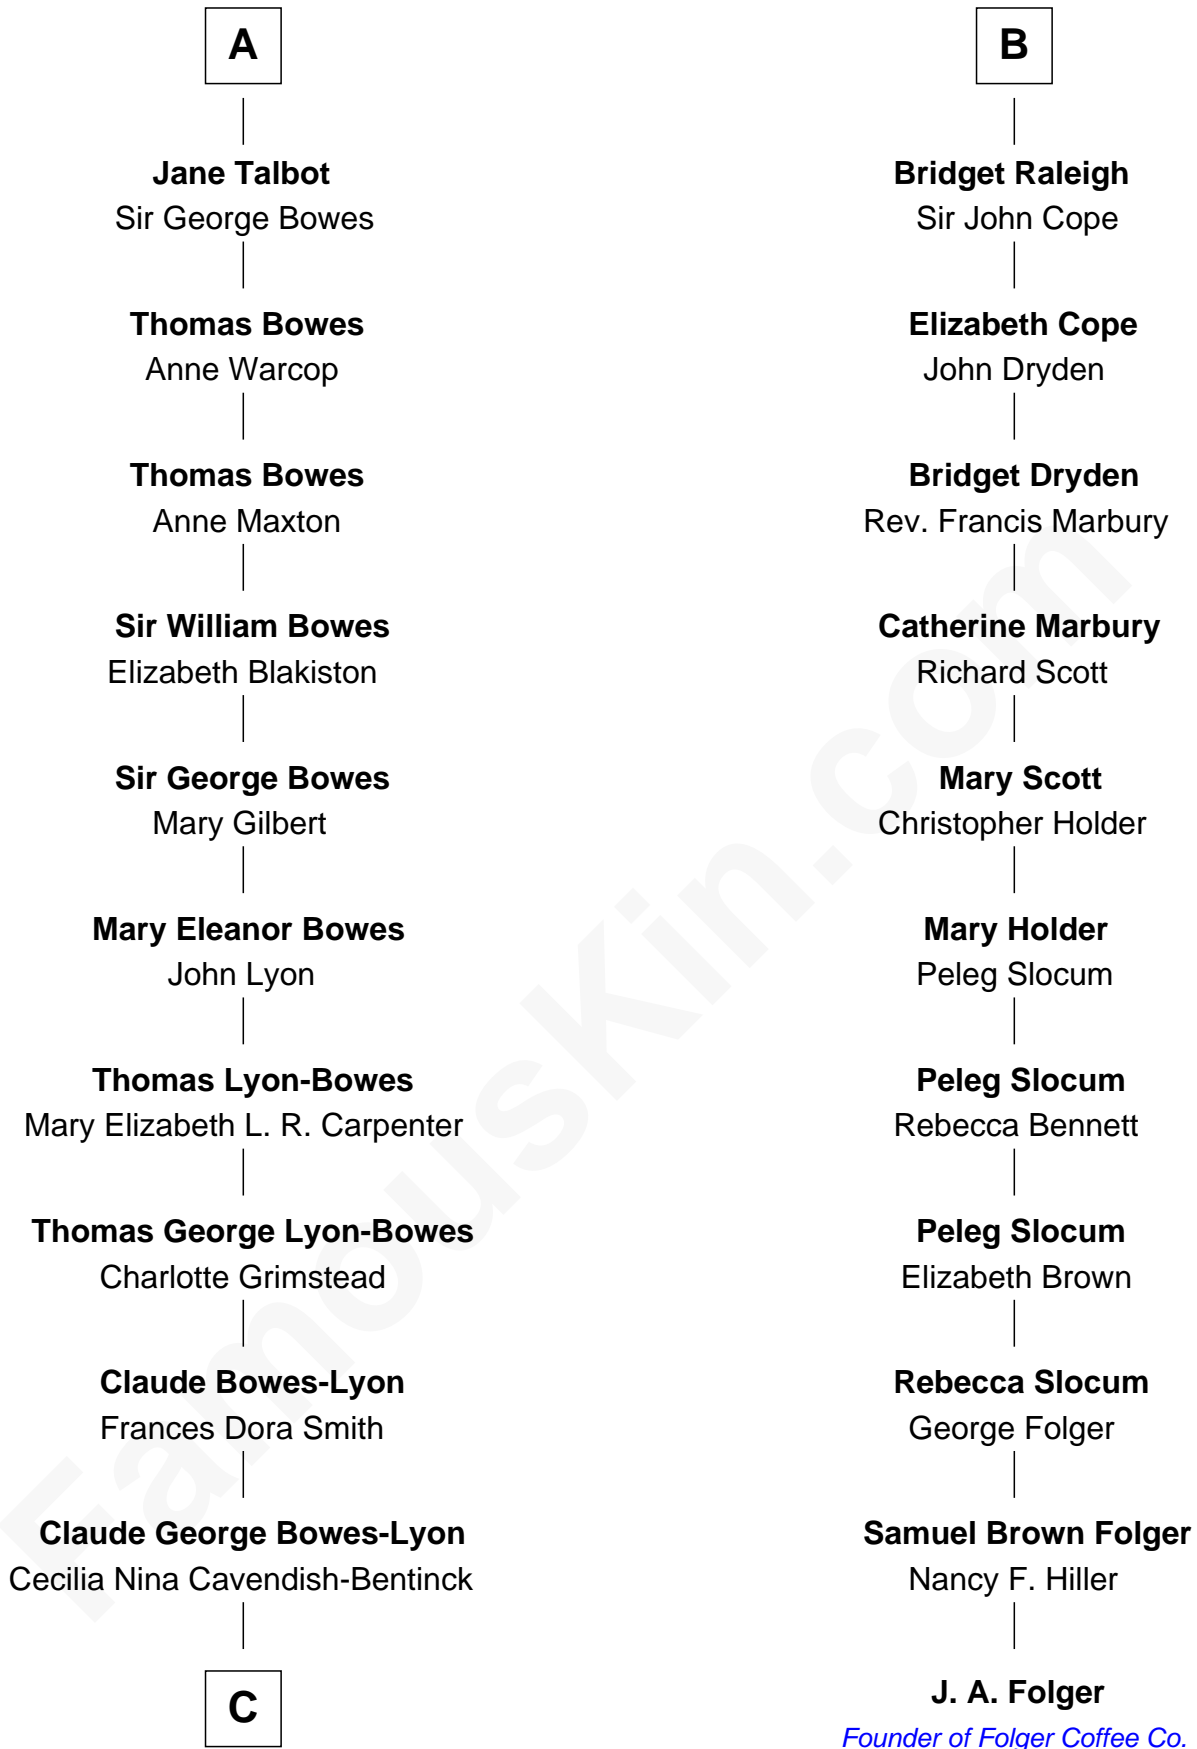 A
Jane Talbot
Sir George Bowes
Thomas Bowes
Anne Warcop
Thomas Bowes
Anne Maxton
Sir William Bowes
Elizabeth Blakiston
Sir George Bowes
Mary Gilbert
Mary Eleanor Bowes
John Lyon
Thomas Lyon-Bowes
Mary Elizabeth L. R. Carpenter
Thomas George Lyon-Bowes
Charlotte Grimstead
Claude Bowes-Lyon
Frances Dora Smith
Claude George Bowes-Lyon
Cecilia Nina Cavendish-Bentinck
C
B
Bridget Raleigh
Sir John Cope
Elizabeth Cope
John Dryden
Bridget Dryden
Rev. Francis Marbury
Catherine Marbury
Richard Scott
Mary Scott
Christopher Holder
Mary Holder
Peleg Slocum
Peleg Slocum
Rebecca Bennett
Peleg Slocum
Elizabeth Brown
Rebecca Slocum
George Folger
Samuel Brown Folger
Nancy F. Hiller
J. A. Folger
Founder of Folger Coffee Co.
FamousKin.com